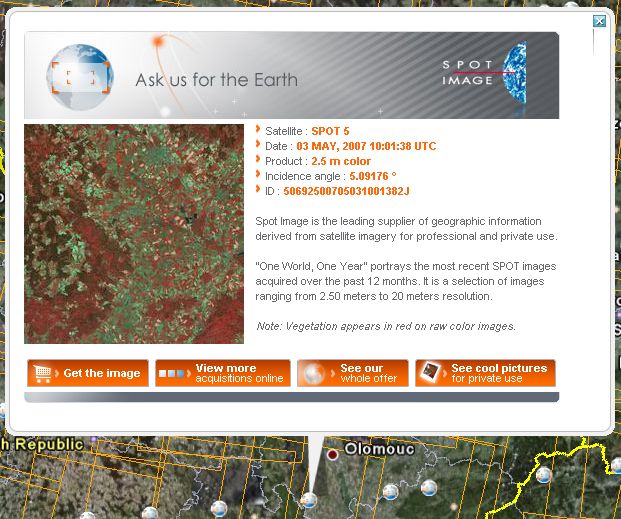 Ask us for the Earth
SPOT
IMAGE
Satellite : SPOT 5
Date : 03 MAY, 2007 10:01:38 UTC
Product : 2.5 m color
Incidence angle : 5.09176 °
ID : 50692500705031001382J
Spot Image is the leading supplier of geographic information
derived from satellite imagery for professional and private use.
"One World, One Year" portrays the most recent SPOT images
acquired over the past 12 months. It is a selection of images
ranging from 2.50 meters to 20 meters resolution.
Note: Vegetation appears in red on raw color images.
Get the image
View more
acquisitions online
See our
whole offer
See cool pictures
for private use
h Republic
Olomouc